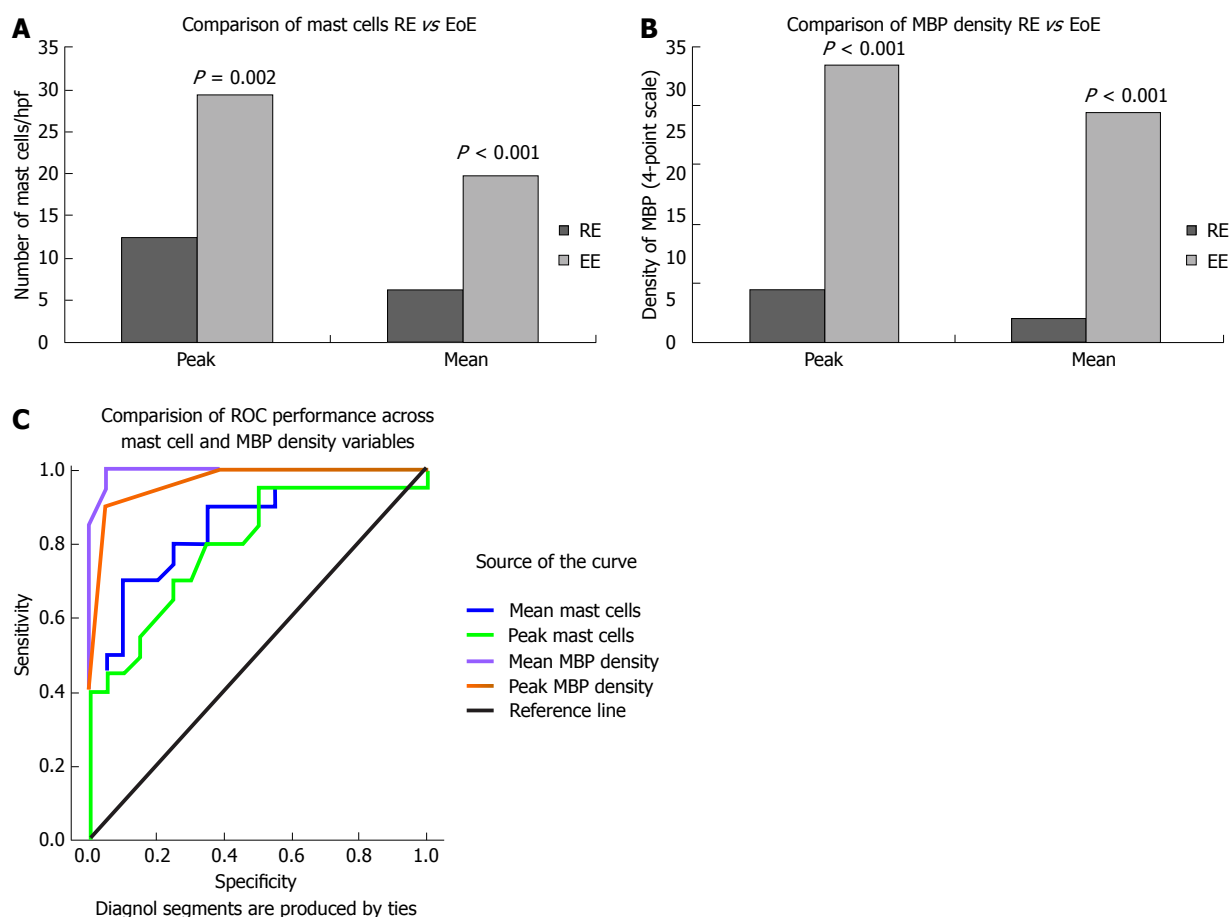 A
Comparison of mast cells RE vs EoE
Number of mast cells/hpf
35
30
25
20
15
10
5
0
P = 0.002
P < 0.001
RE
EE
Peak
Mean
B
Comparison of MBP density RE vs EoE
Density of MBP (4-point scale)
35
25
20
15
10
5
0
P < 0.001
P < 0.001
RE
EE
Peak
Mean
C
Comparision of ROC performance across
mast cell and MBP density variables
Sensitivity
1.0
0.8
0.6
0.4
0.2
0.0
0.0 0.2 0.4 0.6 0.8 1.0
Specificity
Diagnol segments are produced by ties
Source of the curve
Mean mast cells
Peak mast cells
Mean MBP density
Peak MBP density
Reference line